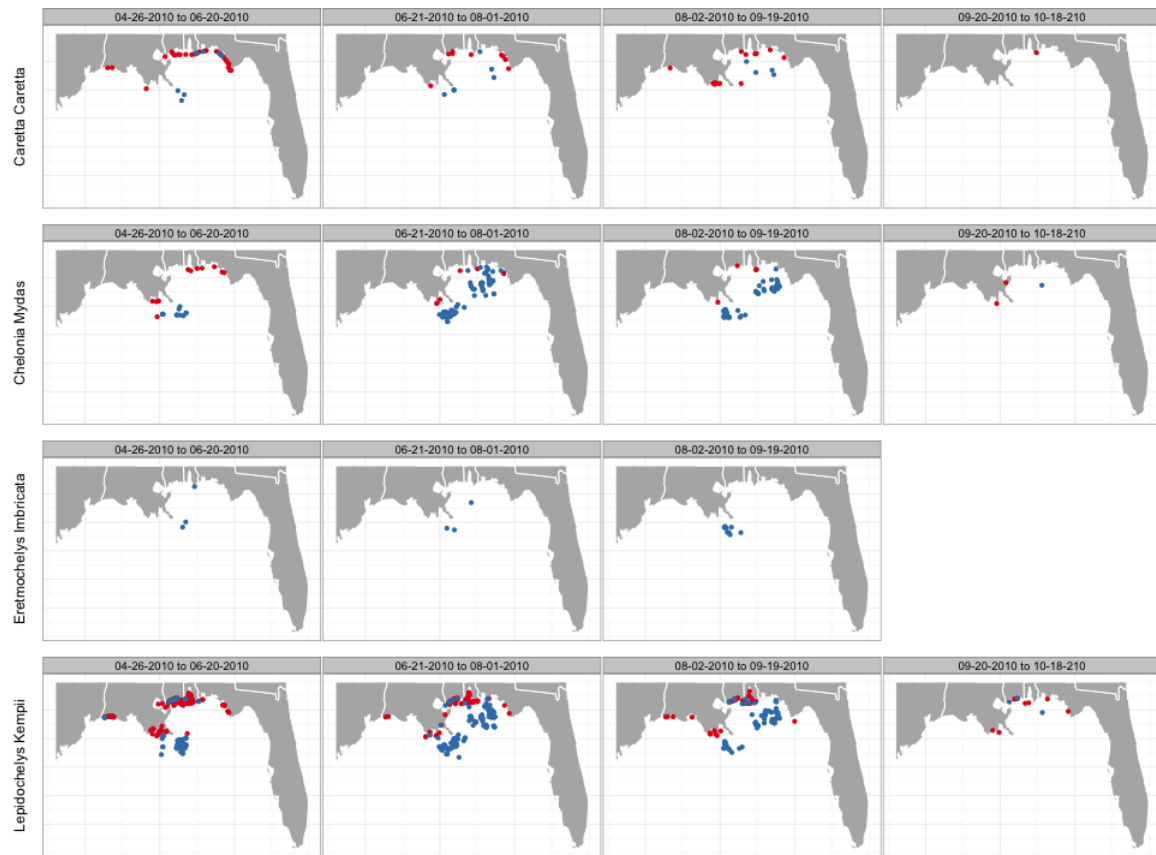 04-26-2010 to 06-20-2010
06-21-2010 to 08-01-2010
08-02-2010 to 09-19-2010
09-20-2010 to 10-18-210
Caretta Caretta
04-26-2010 to 06-20-2010
06-21-2010 to 08-01-2010
08-02-2010 to 09-19-2010
09-20-2010 to 10-18-210
Chelonia Mydas
04-26-2010 to 06-20-2010
06-21-2010 to 08-01-2010
08-02-2010 to 09-19-2010
Eretmochelys Imbricata
04-26-2010 to 06-20-2010
06-21-2010 to 08-01-2010
08-02-2010 to 09-19-2010
09-20-2010 to 10-18-210
Lepidochelys Kempii